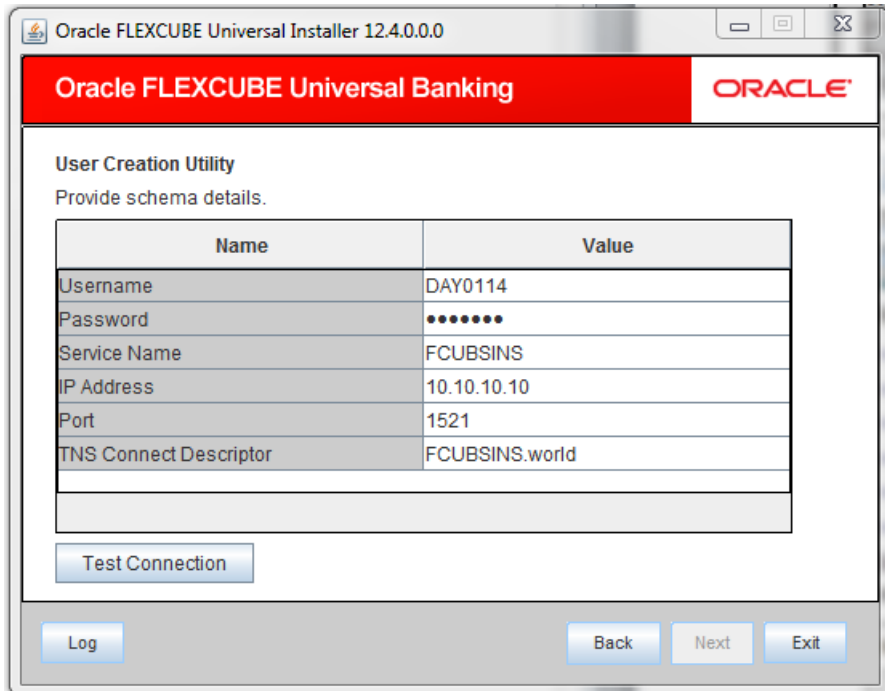 Oracle FLEXCUBE Universal Installer 12.4.0.0.0
Oracle FLEXCUBE Universal Banking
ORACLE
User Creation Utility
Provide schema details.
Name Value
Username DAY0114
Password •••••••
Service Name FCUBSINS
IP Address 10.10.10.10
Port 1521
TNS Connect Descriptor FCUBSINS.world
Test Connection
Log Back Next Exit